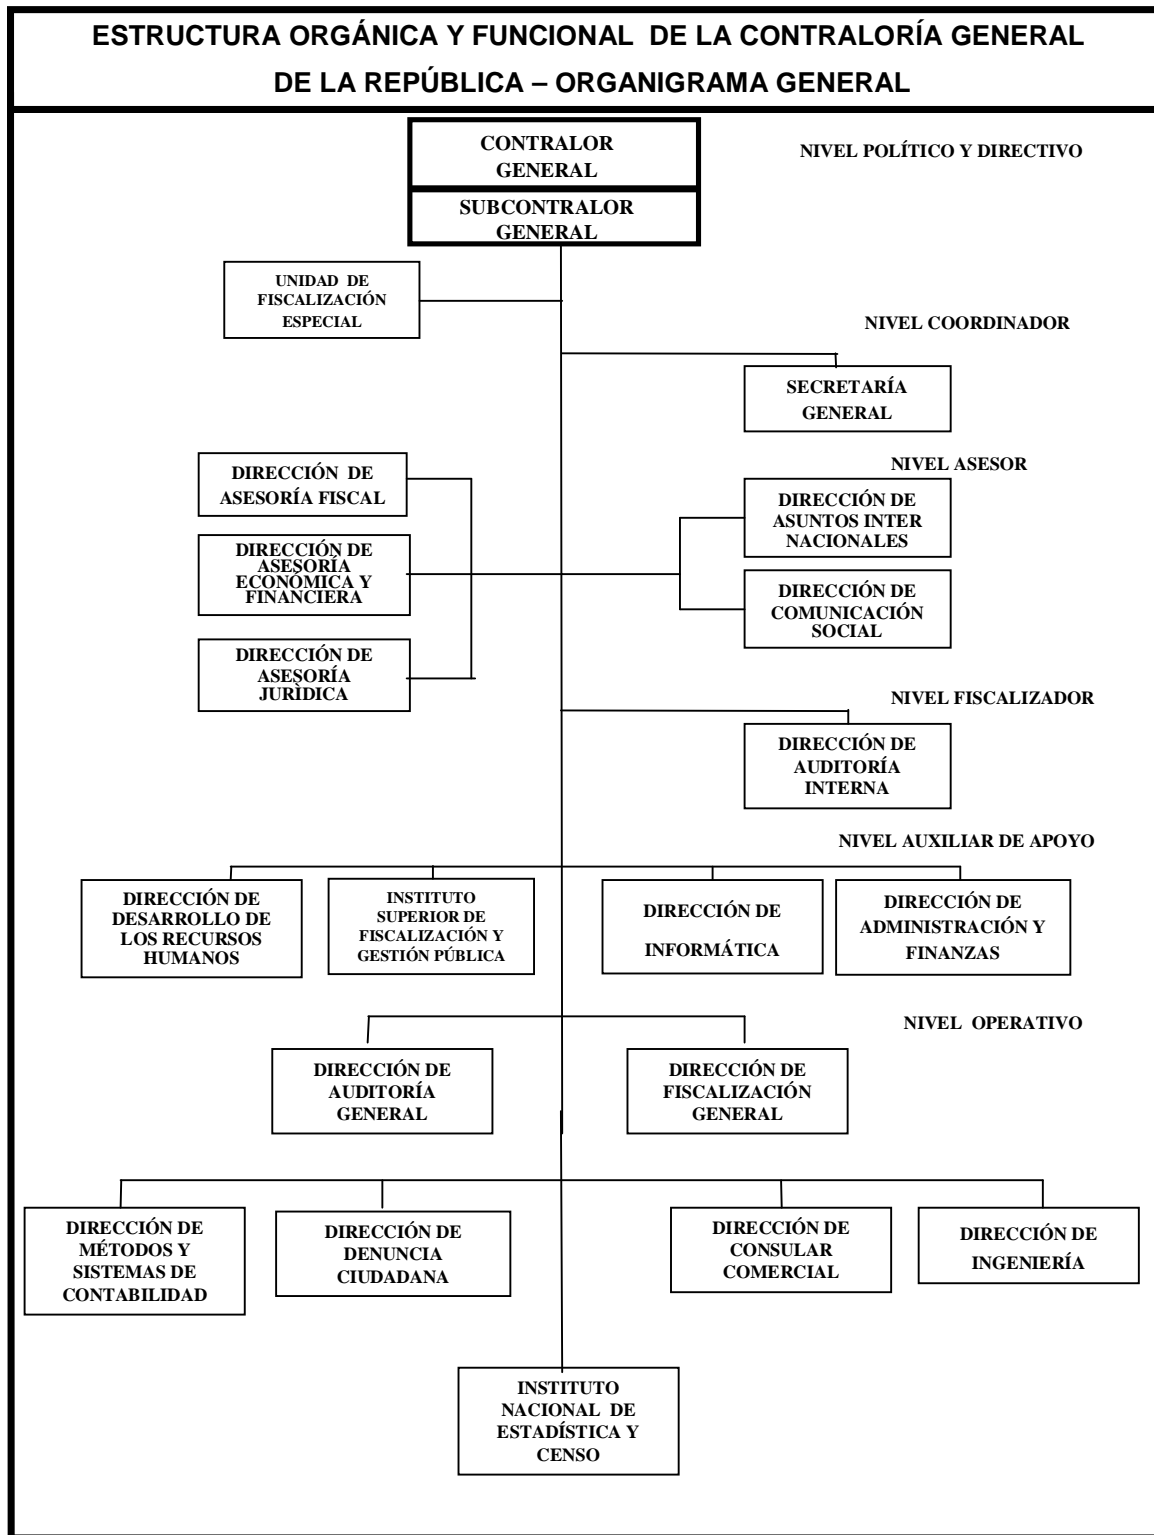 ESTRUCTURA ORGÁNICA Y FUNCIONAL DE LA CONTRALORÍA GENERAL
DE LA REPÚBLICA – ORGANIGRAMA GENERAL
CONTRALOR
GENERAL
NIVEL POLÍTICO Y DIRECTIVO
SUBCONTRALOR
GENERAL
UNIDAD DE
FISCALIZACIÓN
ESPECIAL
NIVEL COORDINADOR
SECRETARÍA
GENERAL
NIVEL ASESOR
DIRECCIÓN DE
ASESORÍA FISCAL
DIRECCIÓN DE
ASUNTOS INTER
NACIONALES
DIRECCIÓN DE
ASESORÍA
ECONÓMICA Y
FINANCIERA
DIRECCIÓN DE
COMUNICACIÓN
SOCIAL
DIRECCIÓN DE
ASESORÍA
JURÌDICA
NIVEL FISCALIZADOR
DIRECCIÓN DE
AUDITORÍA
INTERNA
NIVEL AUXILIAR DE APOYO
DIRECCIÓN DE
DESARROLLO DE
LOS RECURSOS
HUMANOS
INSTITUTO
SUPERIOR DE
FISCALIZACIÓN Y
GESTIÓN PÚBLICA
DIRECCIÓN DE
INFORMÁTICA
DIRECCIÓN DE
ADMINISTRACIÓN Y
FINANZAS
NIVEL OPERATIVO
DIRECCIÓN DE
AUDITORÍA
GENERAL
DIRECCIÓN DE
FISCALIZACIÓN
GENERAL
DIRECCIÓN DE
MÉTODOS Y
SISTEMAS DE
CONTABILIDAD
DIRECCIÓN DE
DENUNCIA
CIUDADANA
DIRECCIÓN DE
CONSULAR
COMERCIAL
DIRECCIÓN DE
INGENIERÍA
INSTITUTO
NACIONAL DE
ESTADÍSTICA Y
CENSO